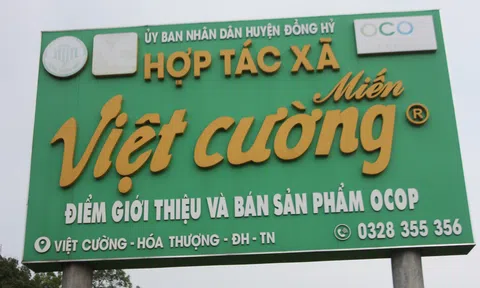 ỦY BAN NHÂN DÂN HUYỆN ĐỒNG HỶ
OCO
HỢP TÁC XÃ
Miến
Việt cường ®
ĐIỂM GIỚI THIỆU VÀ BÁN SẢN PHẨM OCOP
VIỆT CƯỜNG - HÓA THƯỢNG - ĐH - TN
0328 355 356